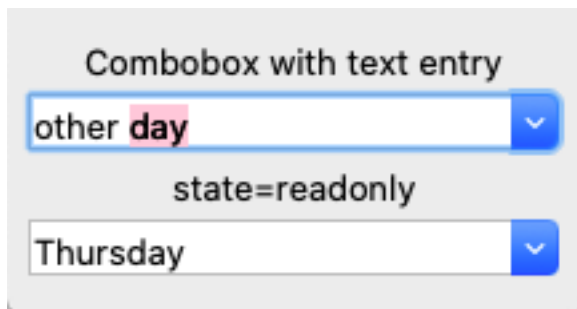 Combobox with text entry
other day
state=readonly
Thursday